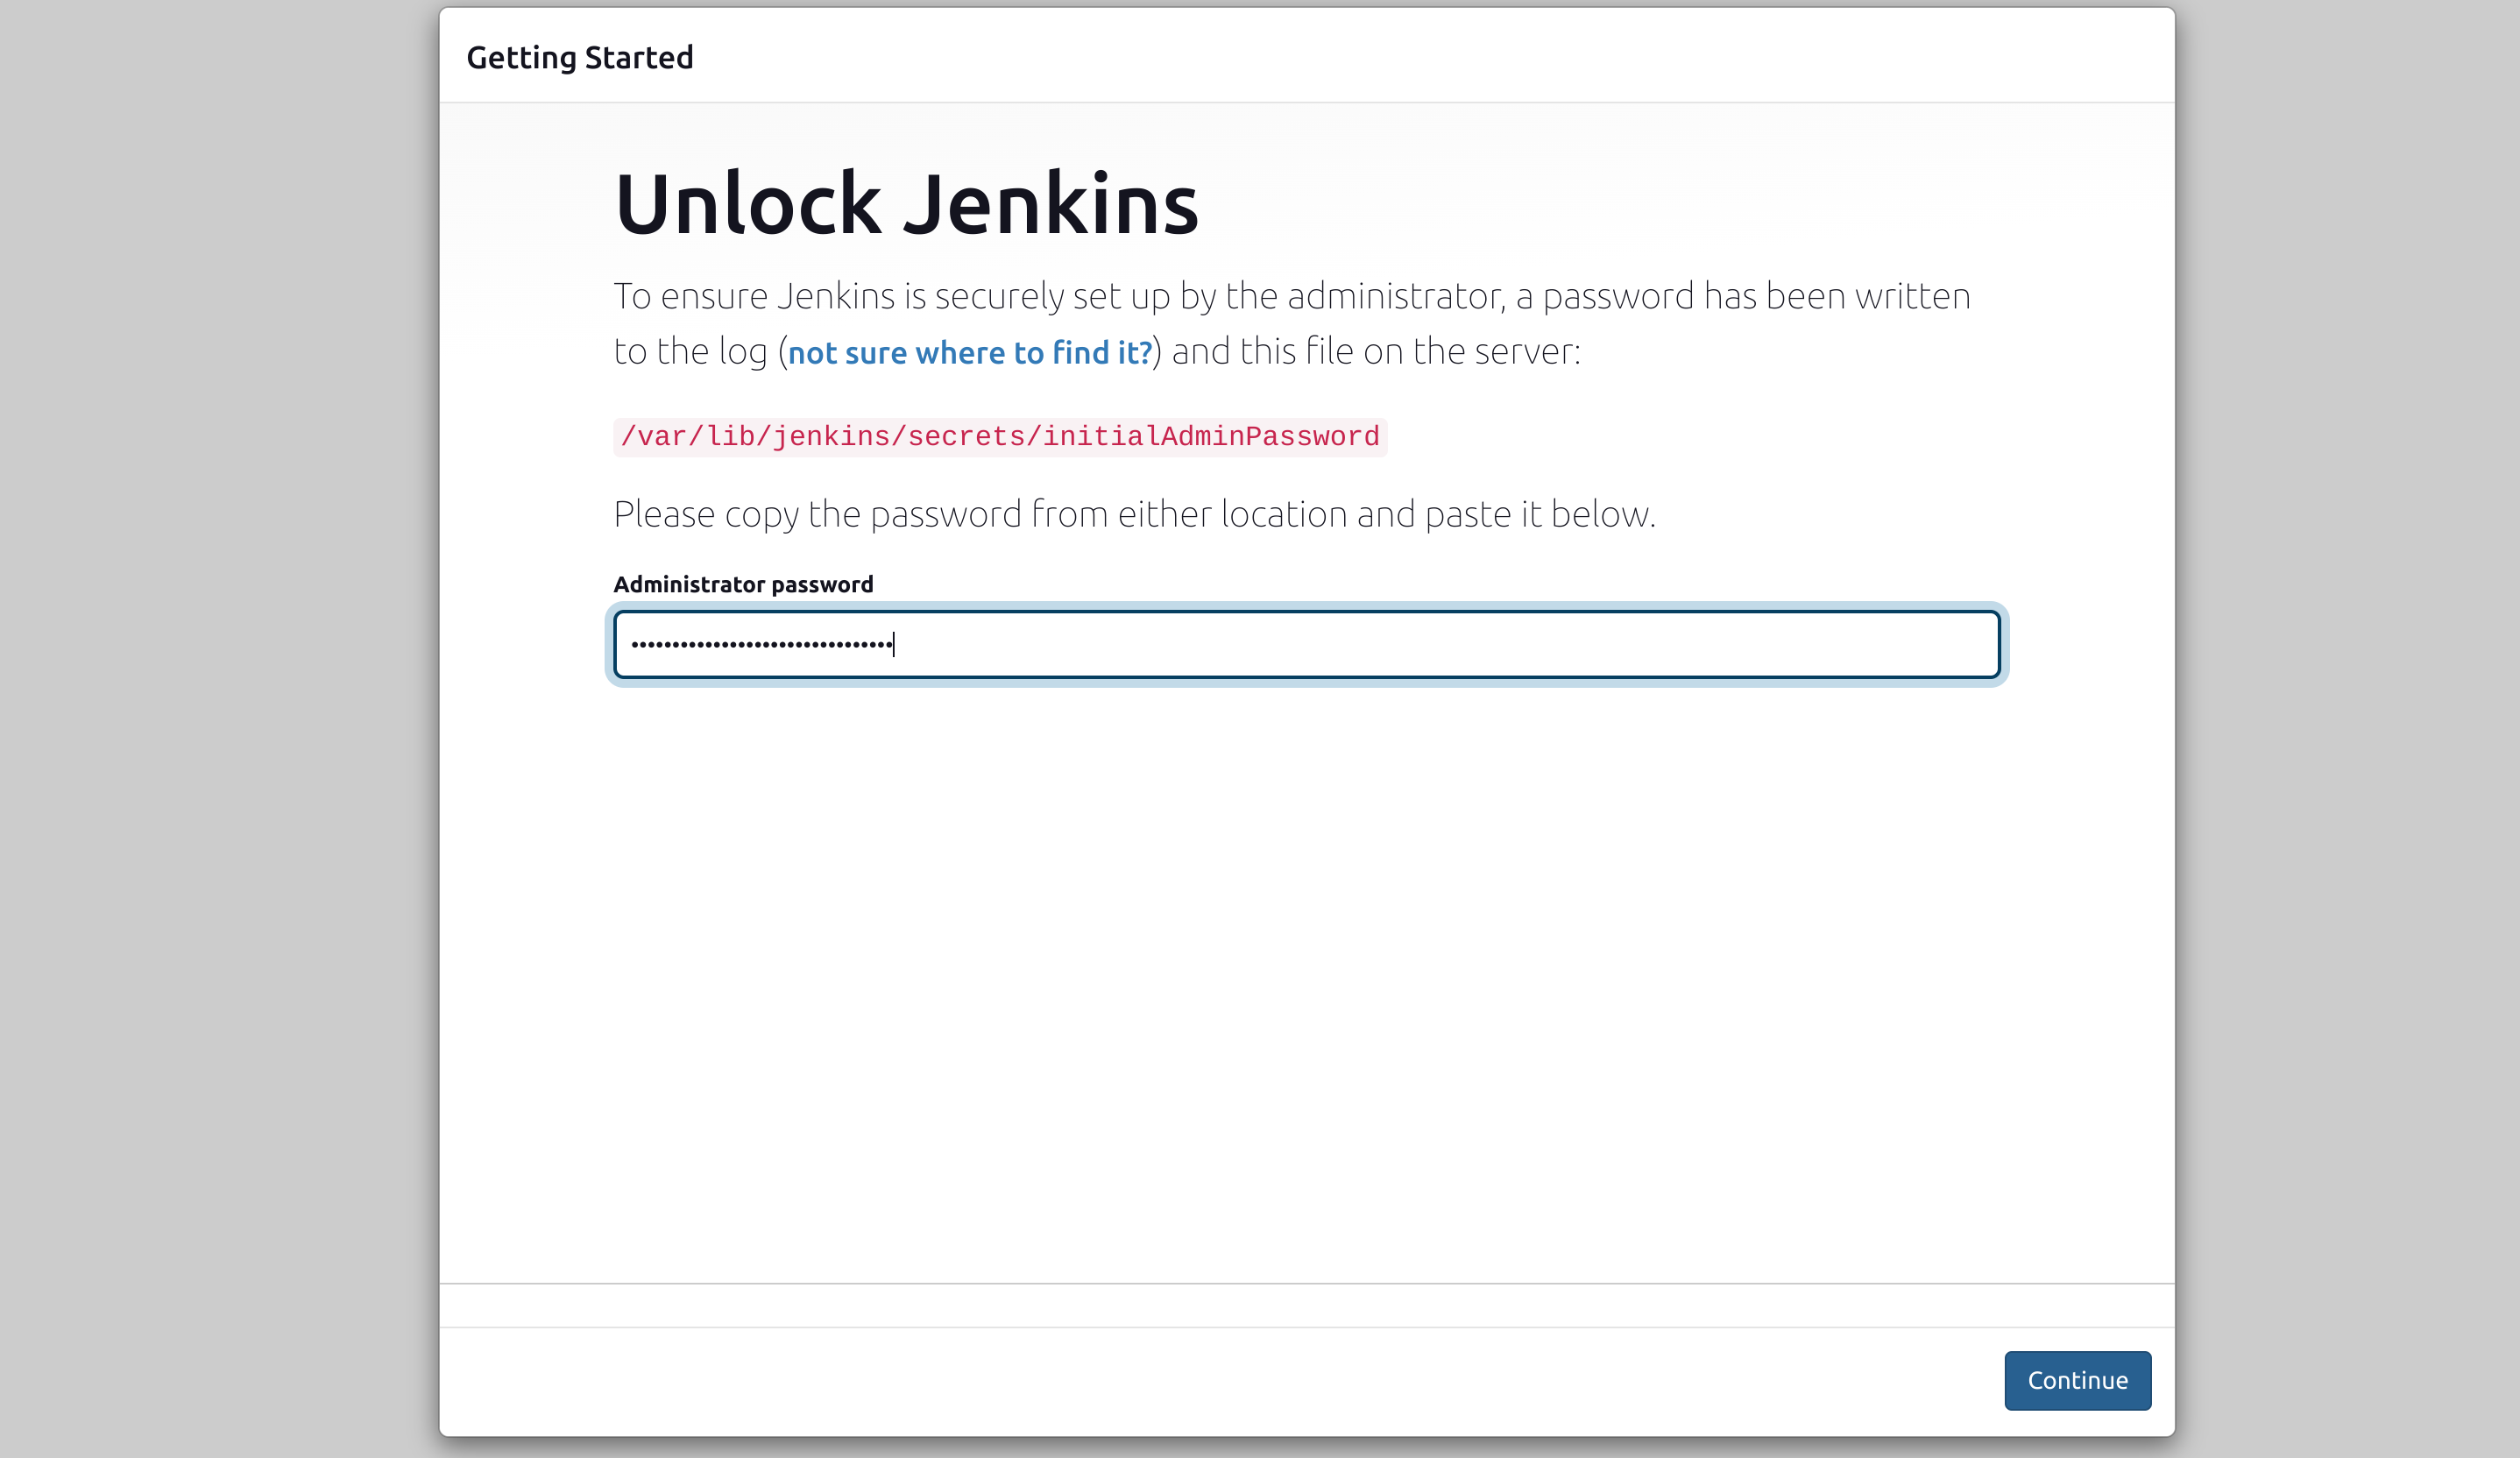 Getting Started
Unlock Jenkins
To ensure Jenkins is securely set up by the administrator, a password has been written
to the log (not sure where to find it?) and this file on the server:
/var/lib/jenkins/secrets/initialAdminPassword
Please copy the password from either location and paste it below.
Administrator password
••••••••••••••••••••••••••••••••
Continue